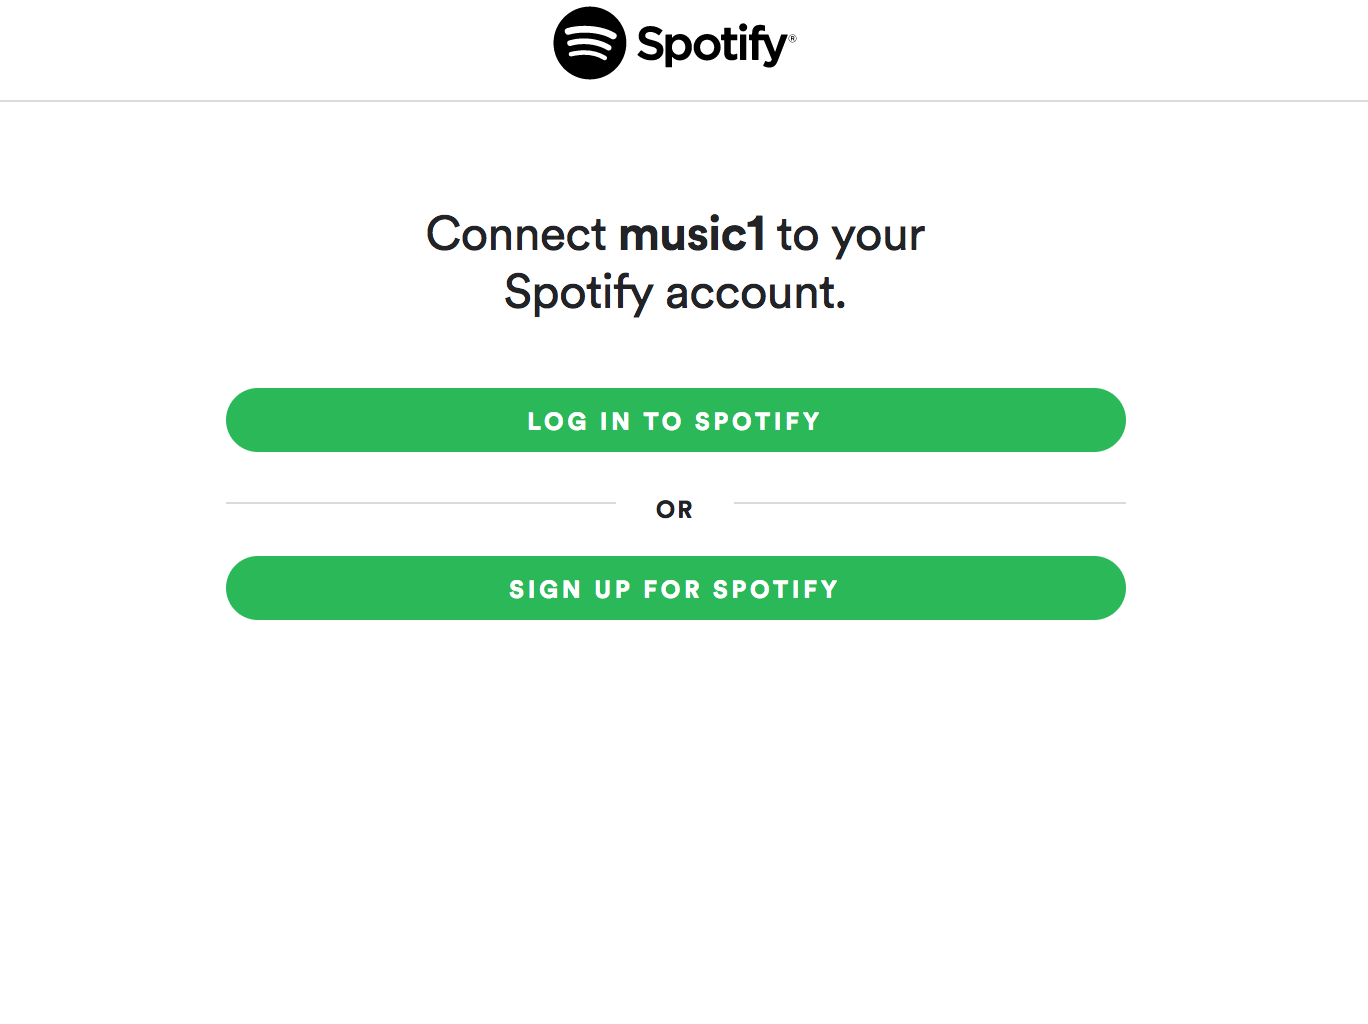 Spotify®
Connect music1 to your
Spotify account.
LOG IN TO SPOTIFY
OR
SIGN UP FOR SPOTIFY